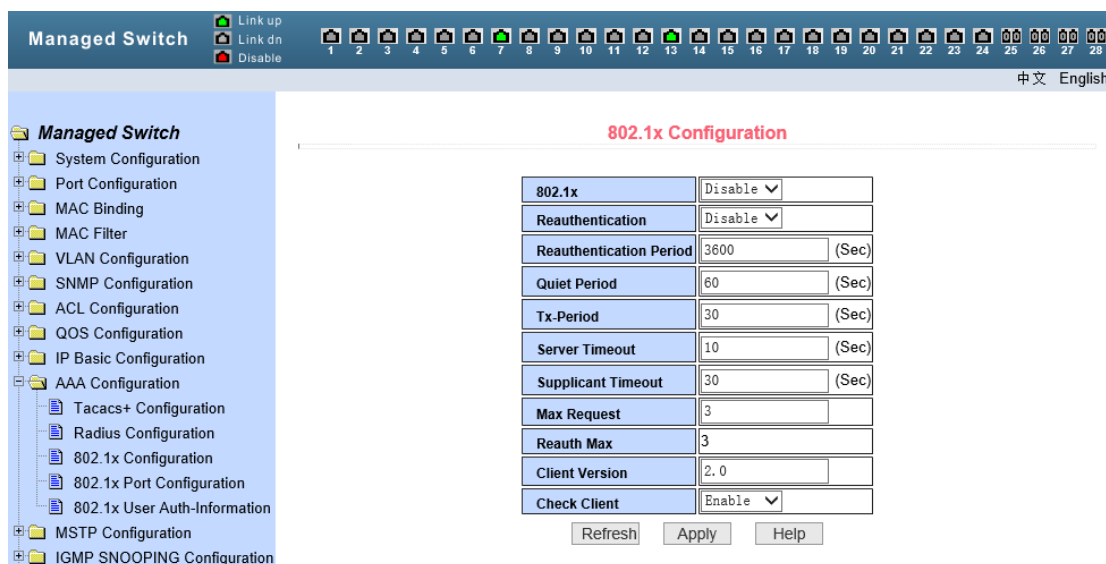 Managed Switch
Link up
Link dn
Disable
1 2 3 4 5 6 7 8 9 10 11 12 13 14 15 16 17 18 19 20 21 22 23 24 25 26 27 28
中文 English
Managed Switch
System Configuration
Port Configuration
MAC Binding
MAC Filter
VLAN Configuration
SNMP Configuration
ACL Configuration
QOS Configuration
IP Basic Configuration
AAA Configuration
Tacacs+ Configuration
Radius Configuration
802.1x Configuration
802.1x Port Configuration
802.1x User Auth-Information
MSTP Configuration
IGMP SNOOPING Configuration
802.1x Configuration
802.1x Disable
Reauthentication Disable
Reauthentication Period 3600 (Sec)
Quiet Period 60 (Sec)
Tx-Period 30 (Sec)
Server Timeout 10 (Sec)
Supplicant Timeout 30 (Sec)
Max Request 3
Reauth Max 3
Client Version 2.0
Check Client Enable
Refresh Apply Help